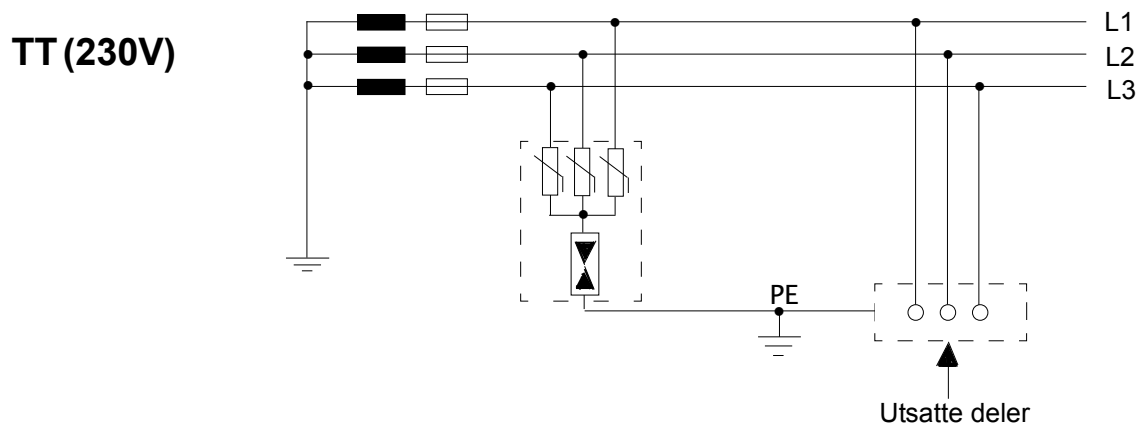 TT (230V)
L1
L2
L3
PE
Utsatte deler